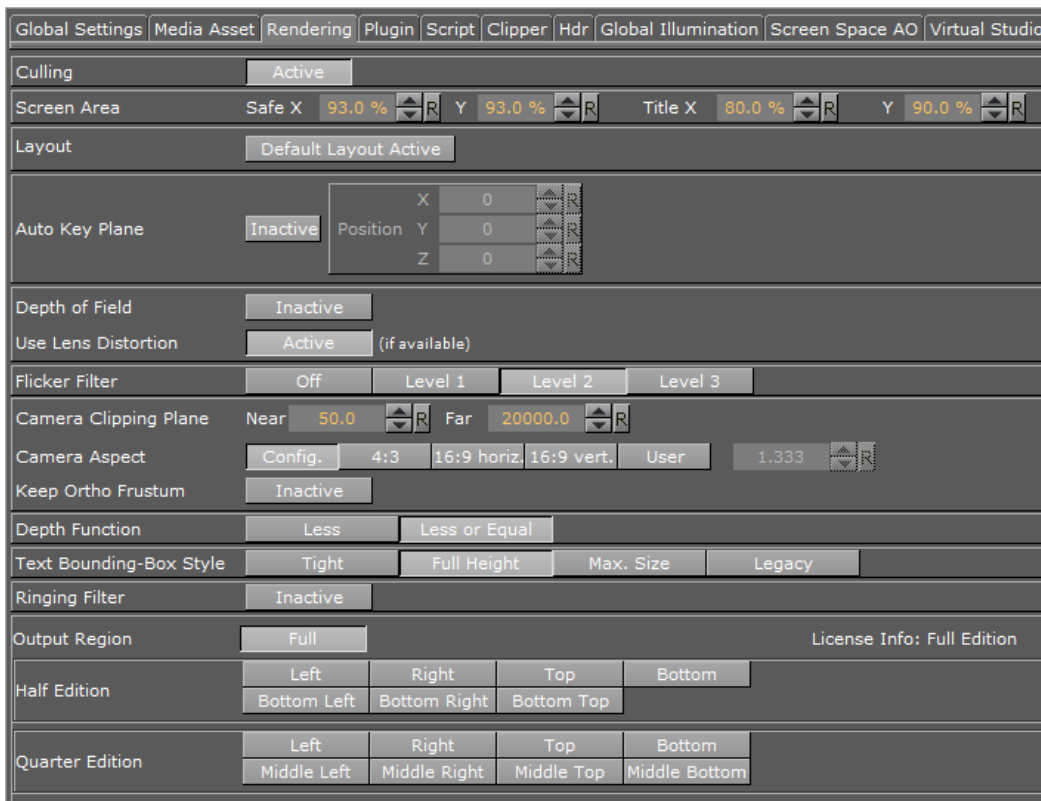 Global Settings Media Asset Rendering Plugin Script Clipper Hdr Global Illumination Screen Space AO Virtual Studio
Culling Active
Screen Area Safe X 93.0 % R Y 93.0 % R Title X 80.0 % R Y 90.0 % R
Layout Default Layout Active
X 0 R
Auto Key Plane Inactive Position Y 0 R
Z 0 R
Depth of Field Inactive
Use Lens Distortion Active (if available)
Flicker Filter Off Level 1 Level 2 Level 3
Camera Clipping Plane Near 50.0 R Far 20000.0 R
Camera Aspect Config. 4:3 16:9 horiz. 16:9 vert. User 1.333 R
Keep Ortho Frustum Inactive
Depth Function Less Less or Equal
Text Bounding-Box Style Tight Full Height Max. Size Legacy
Ringing Filter Inactive
Output Region Full License Info: Full Edition
Half Edition Left Right Top Bottom
Bottom Left Bottom Right Bottom Top
Quarter Edition Left Right Top Bottom
Middle Left Middle Right Middle Top Middle Bottom